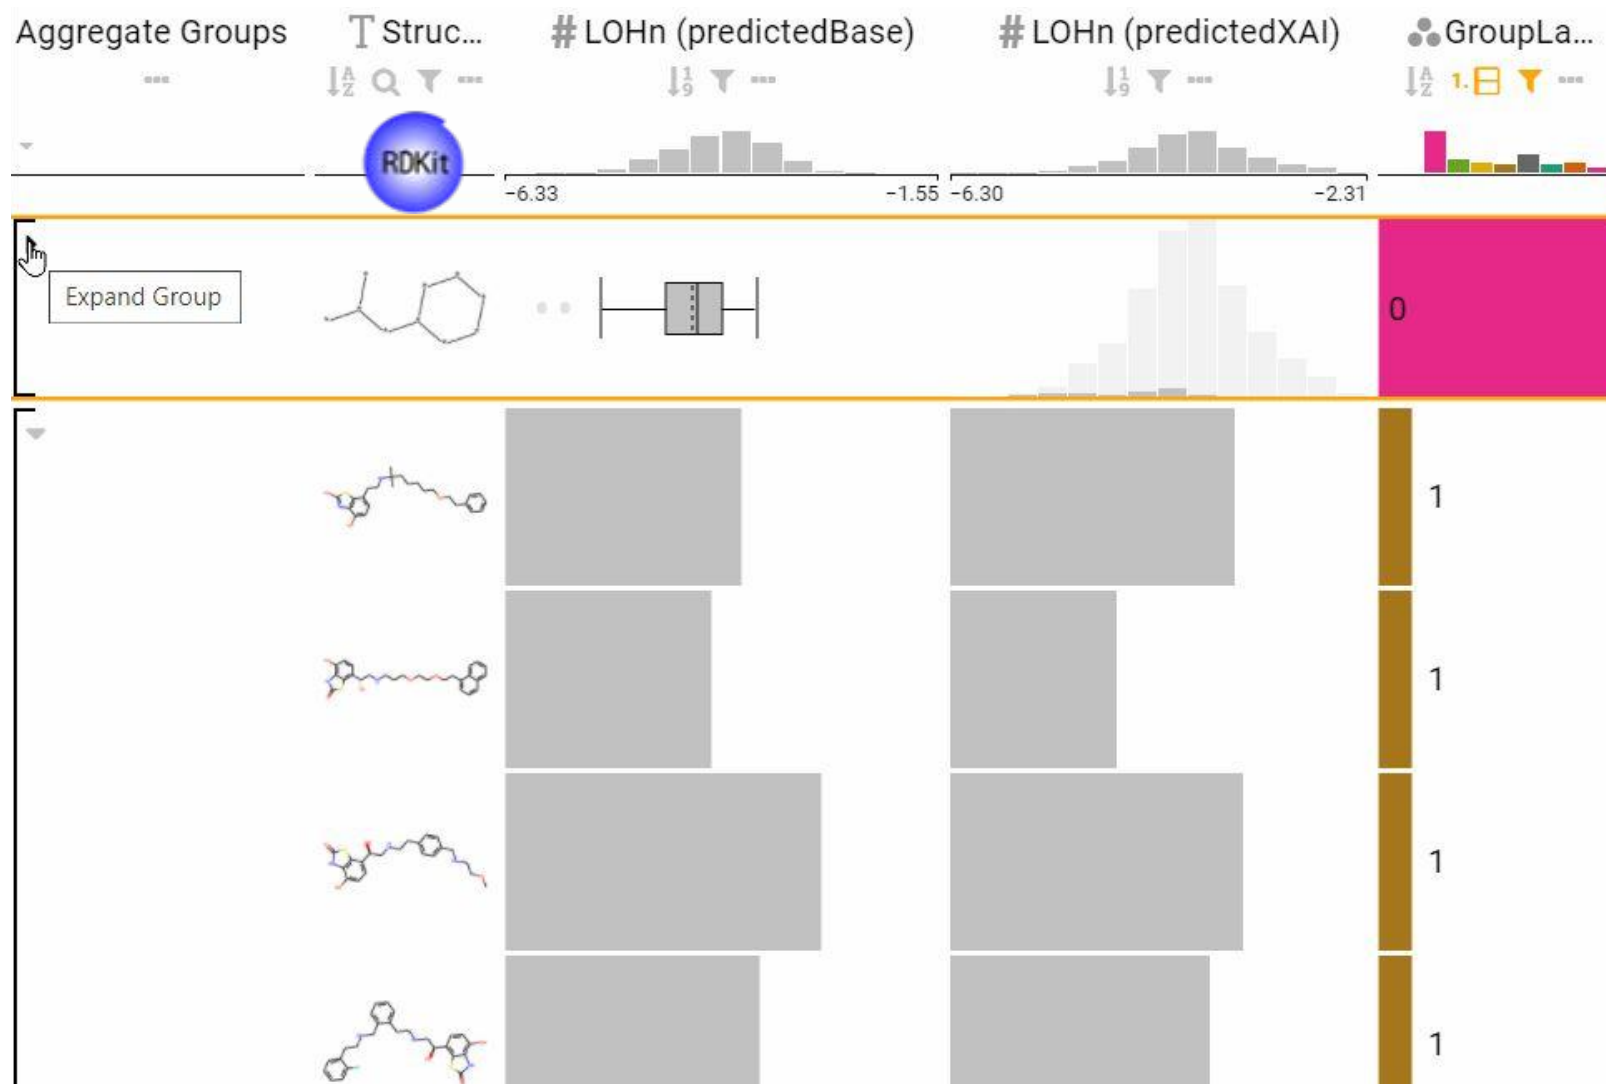 Aggregate Groups T Struc... # LOHn (predictedBase) # LOHn (predictedXAI) GroupLa...
1.
RDKit
−6.33 −1.55 −6.30 −2.31
Expand Group
0
1
1
1
1